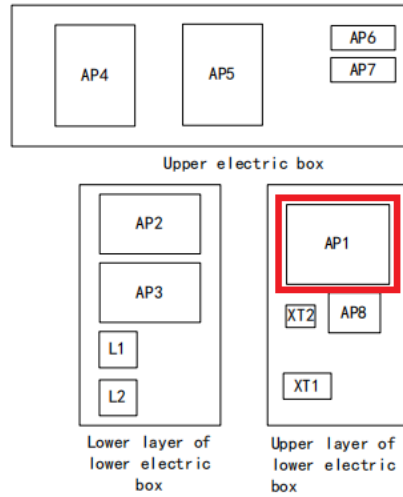 AP4
AP5
AP6
AP7
Upper electric box
AP2
AP3
L1
L2
Lower layer of
lower electric
box
AP1
XT2
AP8
XT1
Upper layer of
lower electric
box